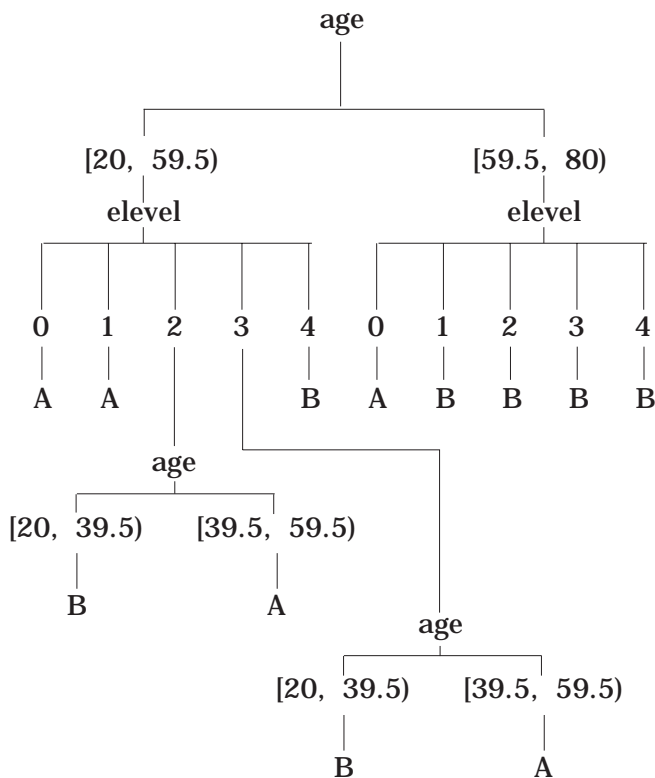 age
[20, 59.5) [59.5, 80)
elevel elevel
0 1 2 3 4 0 1 2 3 4
A A B A B B B B
age
[20, 39.5) [39.5, 59.5)
B A
age
[20, 39.5) [39.5, 59.5)
B A